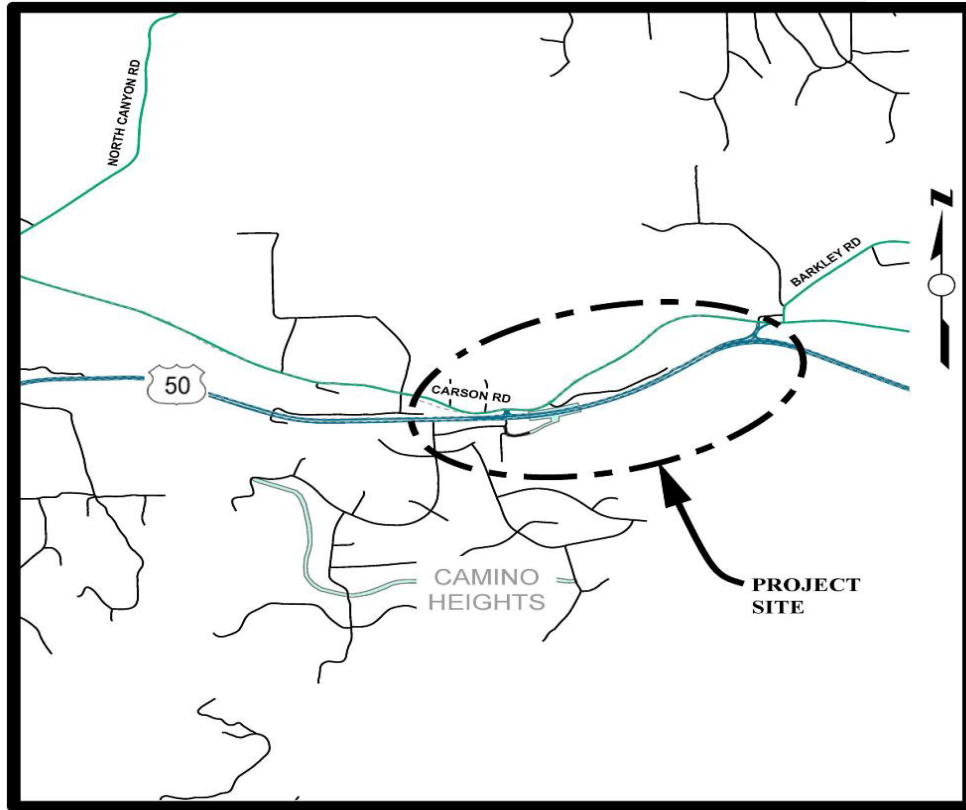 NORTH CANYON RD
BARKLEY RD
CARSON RD
50
CAMINO
HEIGHTS
PROJECT
SITE
N